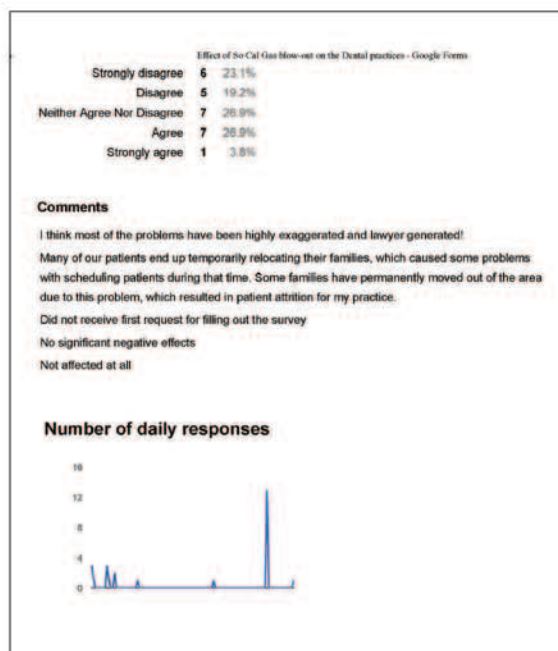 Effect of So Cal Gas blow-out on the Dental practices - Google Forms
Strongly disagree 6 23.1%
Disagree 5 19.2%
Neither Agree Nor Disagree 7 26.9%
Agree 7 26.9%
Strongly agree 1 3.8%
Comments
I think most of the problems have been highly exaggerated and lawyer generated!
Many of our patients end up temporarily relocating their families, which caused some problems
with scheduling patients during that time. Some families have permanently moved out of the area
due to this problem, which resulted in patient attrition for my practice.
Did not receive first request for filling out the survey
No significant negative effects
Not affected at all
Number of daily responses
16
12
8
4
0